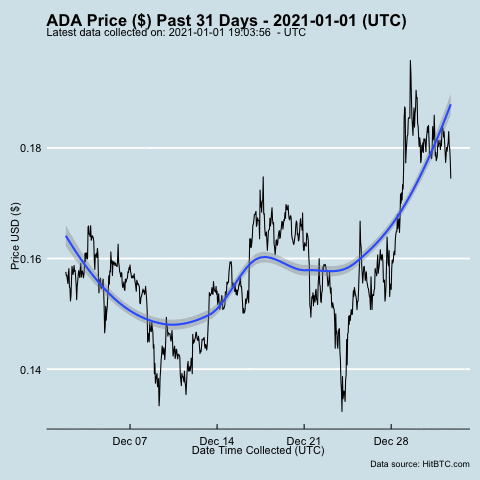 ADA Price ($) Past 31 Days - 2021-01-01 (UTC)
Latest data collected on: 2021-01-01 19:03:56  - UTC
0.18
0.16
0.14
Price USD ($)
Dec 07
Dec 14
Dec 21
Dec 28
Date Time Collected (UTC)
Data source: HitBTC.com